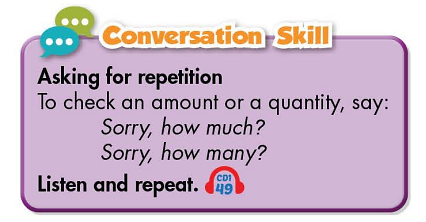 Conversation Skill
Asking for repetition
To check an amount or a quantity, say:
Sorry, how much?
Sorry, how many?
Listen and repeat. CD1
49